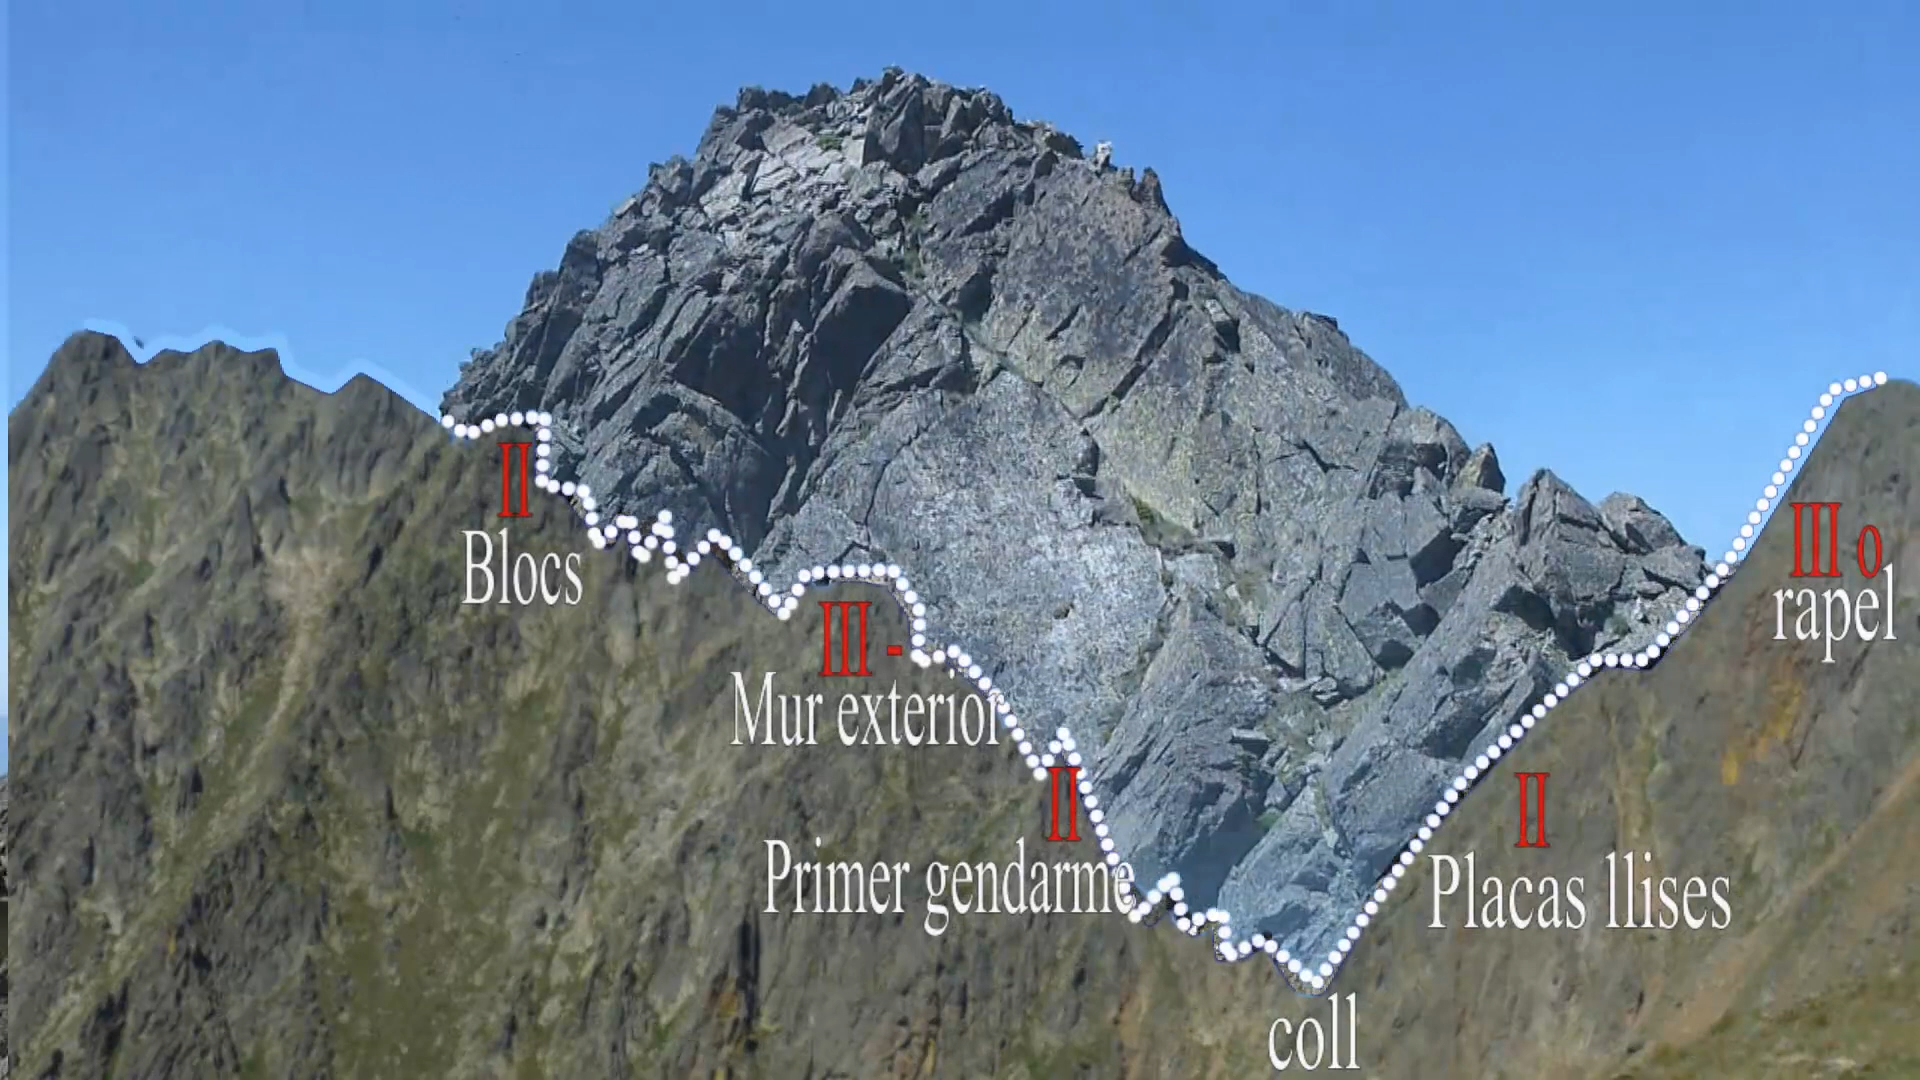 II
Blocs
III -
Mur exterior
II
Primer gendarme
coll
II
Placas llises
III o
rapel